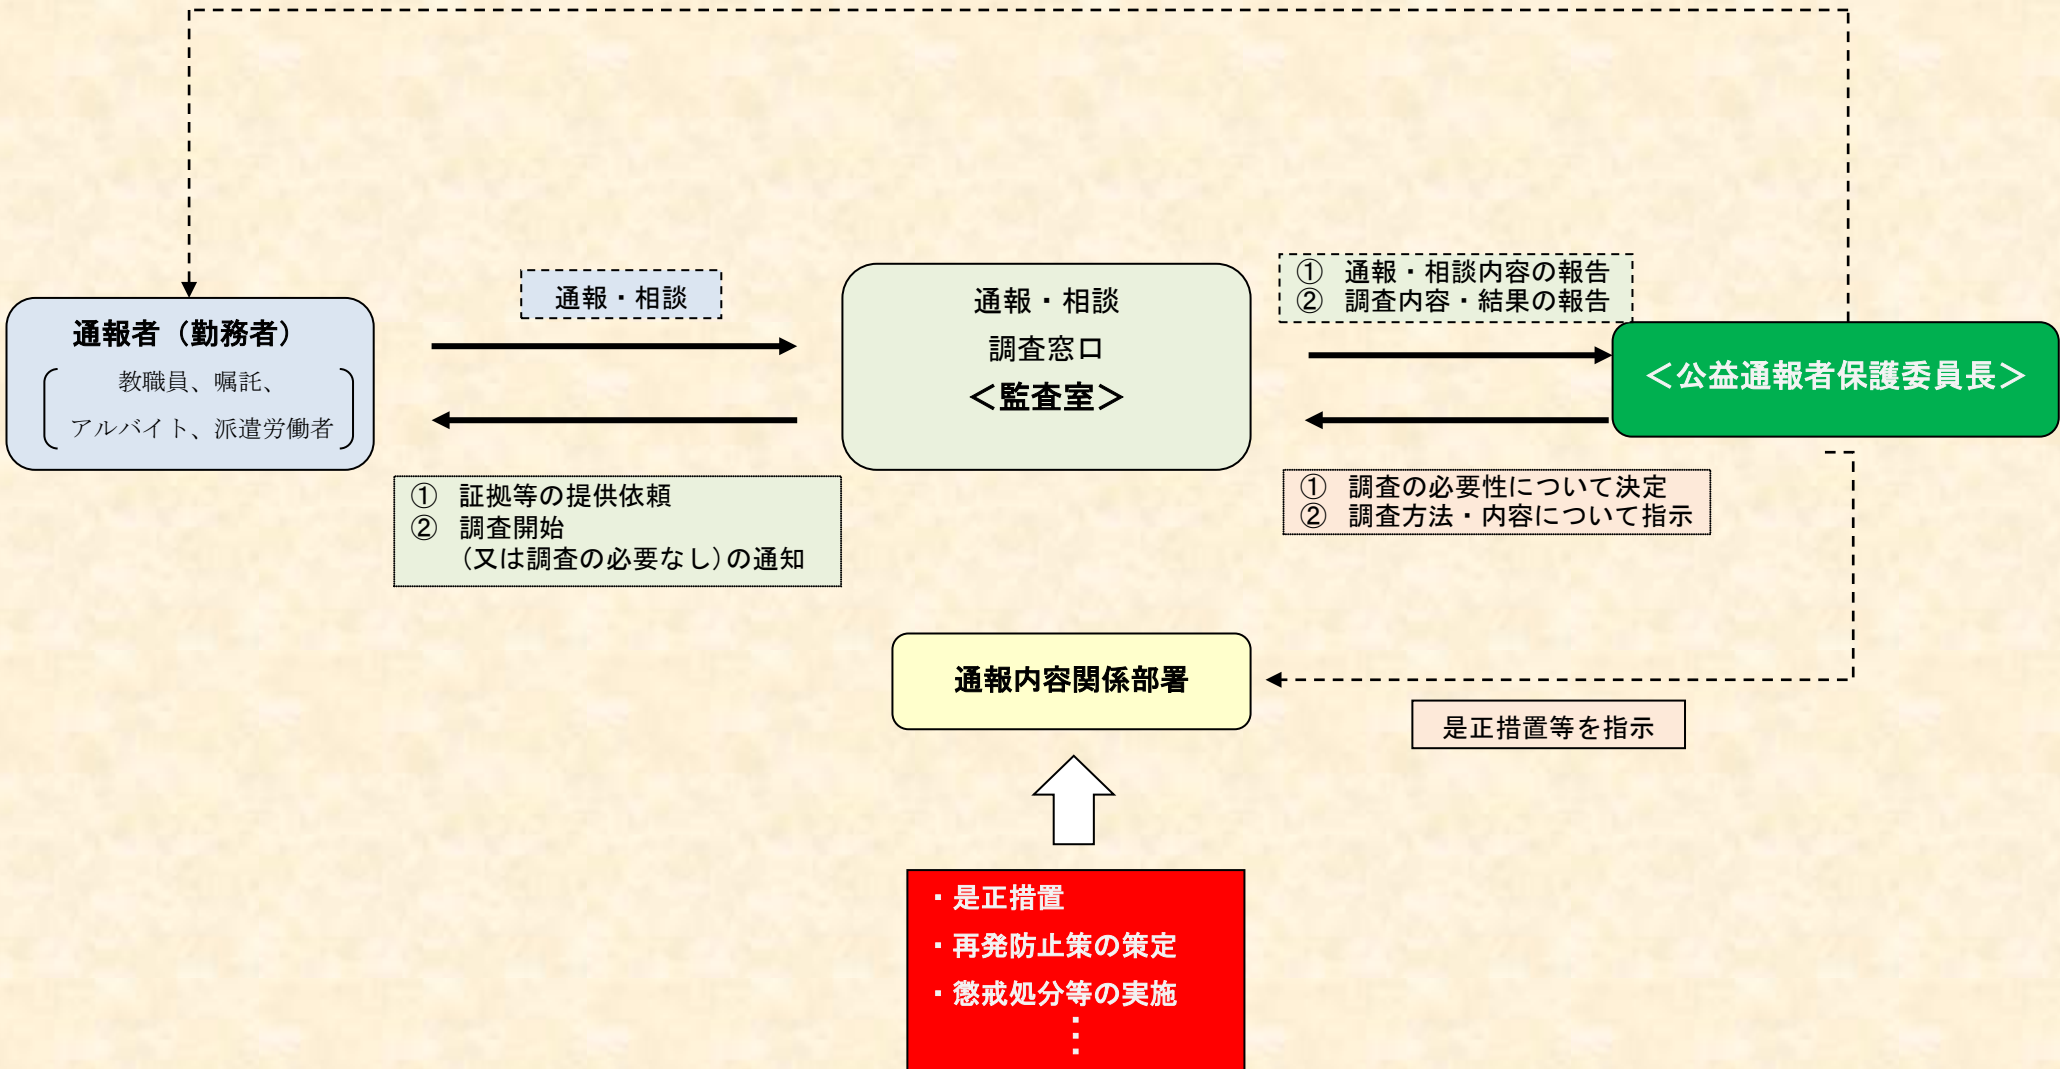 通報・相談
通報者（勤務者）
教職員、嘱託、
アルバイト、派遣労働者
① 証拠等の提供依頼
② 調査開始
（又は調査の必要なし）の通知
通報・相談
調査窓口
＜監査室＞
① 通報・相談内容の報告
② 調査内容・結果の報告
＜公益通報者保護委員長＞
① 調査の必要性について決定
② 調査方法・内容について指示
通報内容関係部署
是正措置等を指示
・是正措置
・再発防止策の策定
・懲戒処分等の実施
⋮